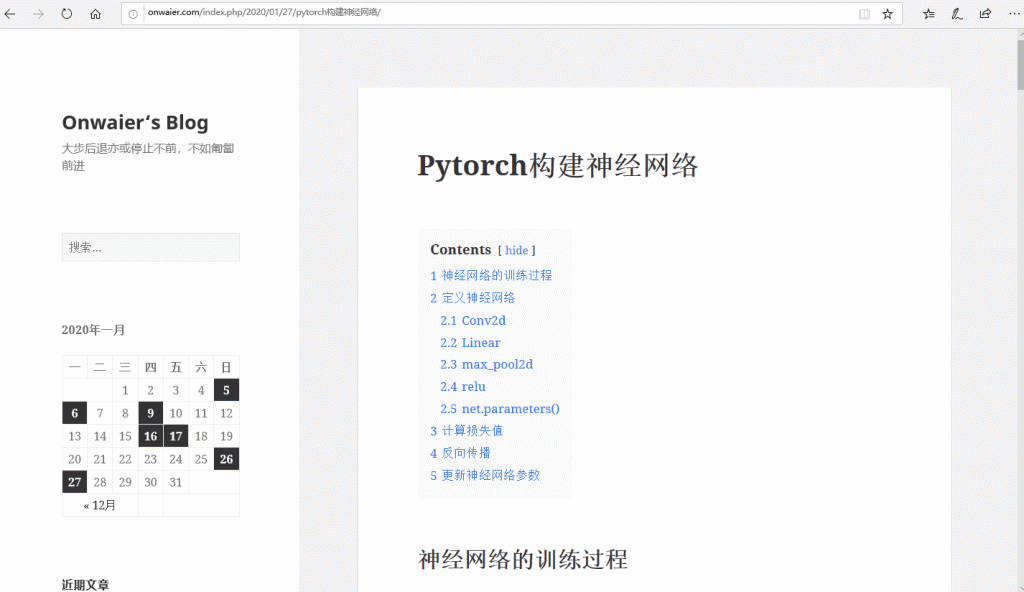 onwaier.com/index.php/2020/01/27/pytorch构建神经网络/
Onwaier‘s Blog
大步后退亦或停止不前，不如匍匐
前进
搜索…
2020年一月
一 二 三 四 五 六 日
1 2 3 4 5
6 7 8 9 10 11 12
13 14 15 16 17 18 19
20 21 22 23 24 25 26
27 28 29 30 31
« 12月
近期文章
Pytorch构建神经网络
Contents [ hide ]
1 神经网络的训练过程
2 定义神经网络
2.1 Conv2d
2.2 Linear
2.3 max_pool2d
2.4 relu
2.5 net.parameters()
3 计算损失值
4 反向传播
5 更新神经网络参数
神经网络的训练过程